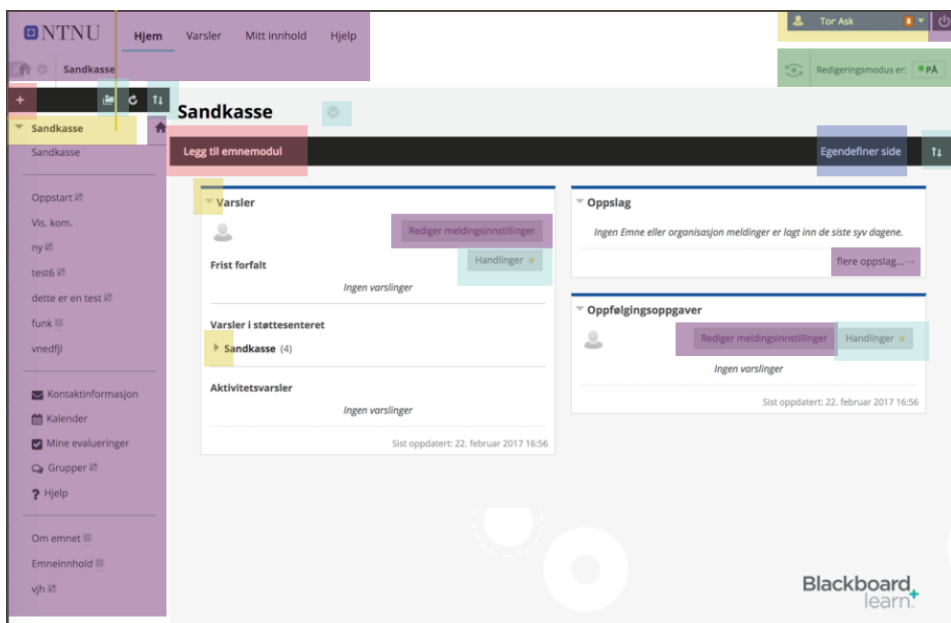 NTNU Hjem Varsler Mitt innhold Hjelp
Tor Ask 8
Sandkasse
Redigeringsmodus er: PÅ
Sandkasse
Sandkasse
Oppstart
Vis. kom.
ny
test6
dette er en test
funk
vnedfjl
Kontaktinformasjon
Kalender
Mine evalueringer
Grupper
Hjelp
Om emnet
Emneinnhold
vjh
Sandkasse
Legg til emnemodul
Egendefiner side
Varsler
Rediger meldingsinnstillinger
Handlinger
Frist forfalt
Ingen varslinger
Varsler i støttesenteret
Sandkasse (4)
Aktivitetsvarsler
Ingen varslinger
Sist oppdatert: 22. februar 2017 16:56
Oppslag
Ingen Emne eller organisasjon meldinger er lagt inn de siste syv dagene.
flere oppslag...→
Oppfølgingsoppgaver
Rediger meldingsinnstillinger Handlinger
Ingen varslinger
Sist oppdatert: 22. februar 2017 16:56
Blackboard
learn